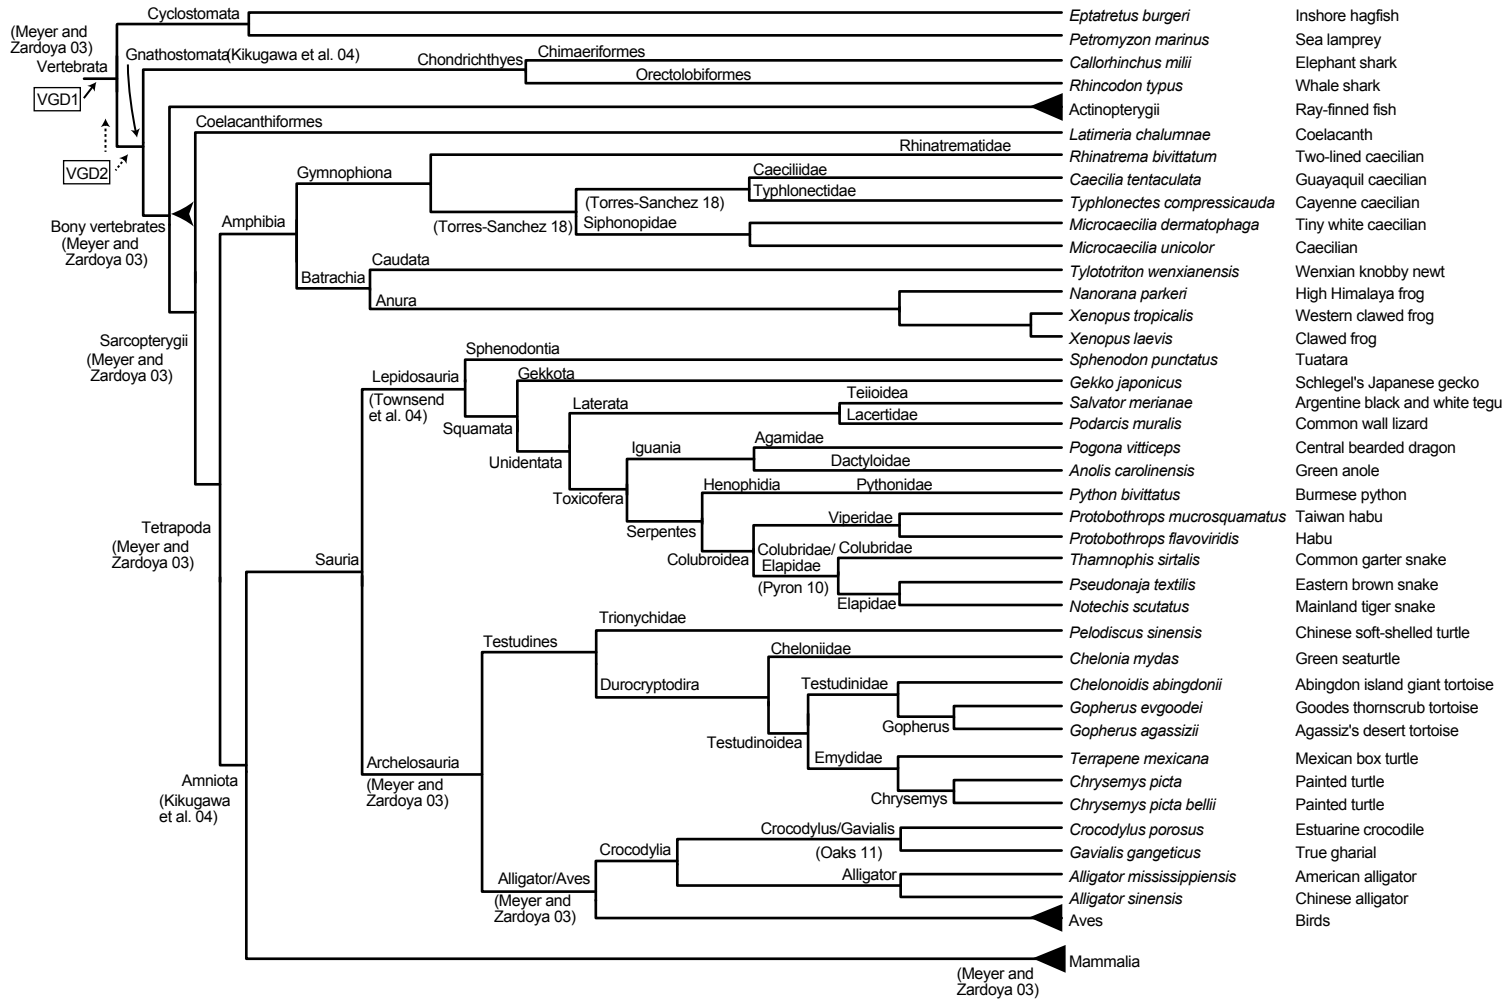 Cyclostomata
Eptatretus burgeri Inshore hagfish
(Meyer and
Zardoya 03)
Petromyzon marinus Sea lamprey
Gnathostomata(Kikugawa et al. 04)
Chondrichthyes
Chimaeriformes
Callorhinchus milii Elephant shark
Vertebrata
Orectolobiformes
Rhincodon typus Whale shark
VGD1
Actinopterygii Ray-finned fish
Coelacanthiformes
Latimeria chalumnae Coelacanth
Rhinatrematidae
Rhinatrema bivittatum Two-lined caecilian
VGD2
Gymnophiona
Caeciliidae
Caecilia tentaculata Guayaquil caecilian
Typhlonectidae
(Torres-Sanchez 18)
Typhlonectes compressicauda Cayenne caecilian
Amphibia
(Torres-Sanchez 18)
Siphonopidae
Microcaecilia dermatophaga Tiny white caecilian
Bony vertebrates
(Meyer and
Zardoya 03)
Microcaecilia unicolor Caecilian
Caudata
Tylototriton wenxianensis Wenxian knobby newt
Batrachia
Anura
Nanorana parkeri High Himalaya frog
Xenopus tropicalis Western clawed frog
Xenopus laevis Clawed frog
Sarcopterygii
(Meyer and
Zardoya 03)
Sphenodontia
Sphenodon punctatus Tuatara
Lepidosauria
(Townsend
et al. 04)
Gekkota
Gekko japonicus Schlegel's Japanese gecko
Teiioidea
Laterata
Salvator merianae Argentine black and white tegu
Lacertidae
Squamata
Podarcis muralis Common wall lizard
Agamidae
Iguania
Pogona vitticeps Central bearded dragon
Unidentata
Dactyloidae
Anolis carolinensis Green anole
Toxicofera
Henophidia
Pythonidae
Python bivittatus Burmese python
Viperidae
Protobothrops mucrosquamatus Taiwan habu
Serpentes
Protobothrops flavoviridis Habu
Tetrapoda
(Meyer and
Zardoya 03)
Sauria
Colubroidea
Colubridae/
Elapidae
(Pyron 10)
Colubridae
Thamnophis sirtalis Common garter snake
Pseudonaja textilis Eastern brown snake
Elapidae
Notechis scutatus Mainland tiger snake
Trionychidae
Pelodiscus sinensis Chinese soft-shelled turtle
Testudines
Cheloniidae
Chelonia mydas Green seaturtle
Durocryptodira
Testudinidae
Chelonoidis abingdonii Abingdon island giant tortoise
Gopherus evgoodei Goodes thornscrub tortoise
Gopherus
Gopherus agassizii Agassiz's desert tortoise
Testudinoidea
Emydidae
Terrapene mexicana Mexican box turtle
Archelosauria
(Meyer and
Zardoya 03)
Chrysemys picta Painted turtle
Chrysemys
Chrysemys picta bellii Painted turtle
Amniota
(Kikugawa
et al. 04)
Crocodylus/Gavialis
(Oaks 11)
Crocodylus porosus Estuarine crocodile
Crocodylia
Gavialis gangeticus True gharial
Alligator/Aves
(Meyer and
Zardoya 03)
Alligator
Alligator mississippiensis American alligator
Alligator sinensis Chinese alligator
Aves Birds
Mammalia
(Meyer and
Zardoya 03)